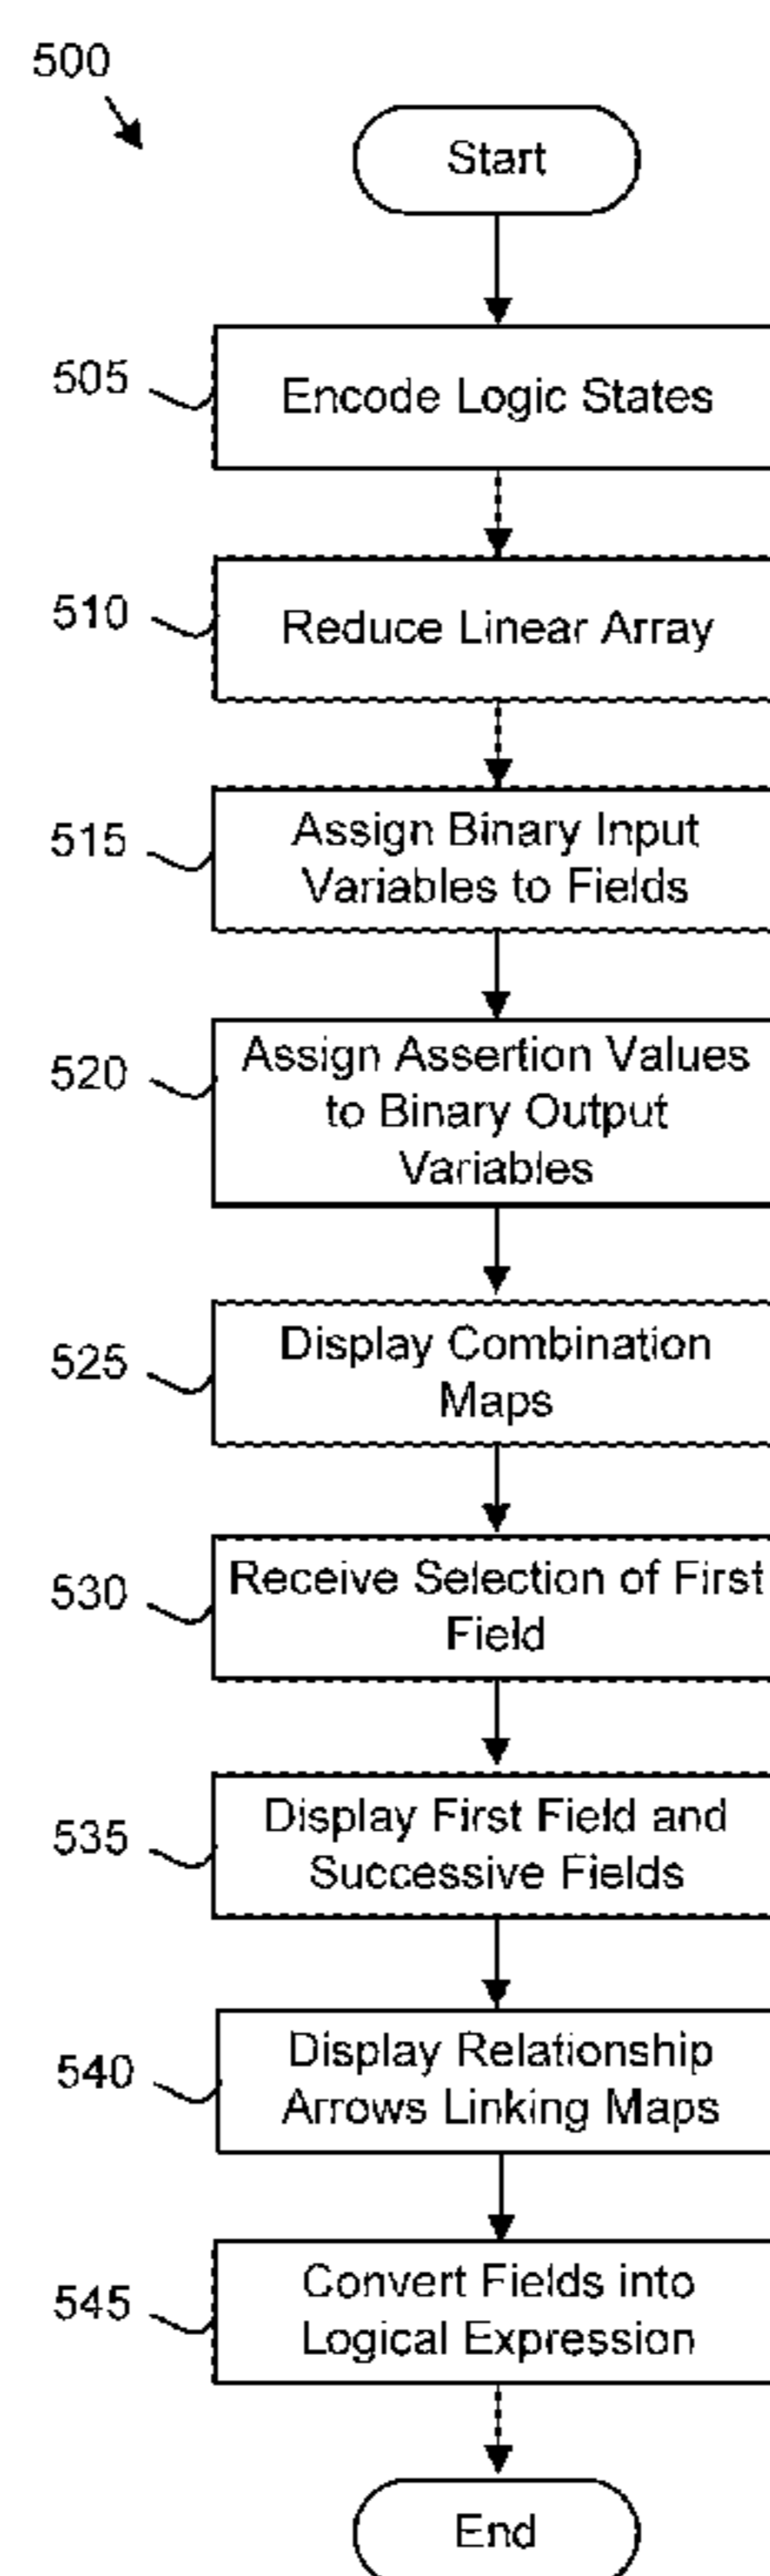 500
Start
505
Encode Logic States
510
Reduce Linear Array
515
Assign Binary Input
Variables to Fields
520
Assign Assertion Values
to Binary Output
Variables
525
Display Combination
Maps
530
Receive Selection of First
Field
535
Display First Field and
Successive Fields
540
Display Relationship
Arrows Linking Maps
545
Convert Fields into
Logical Expression
End